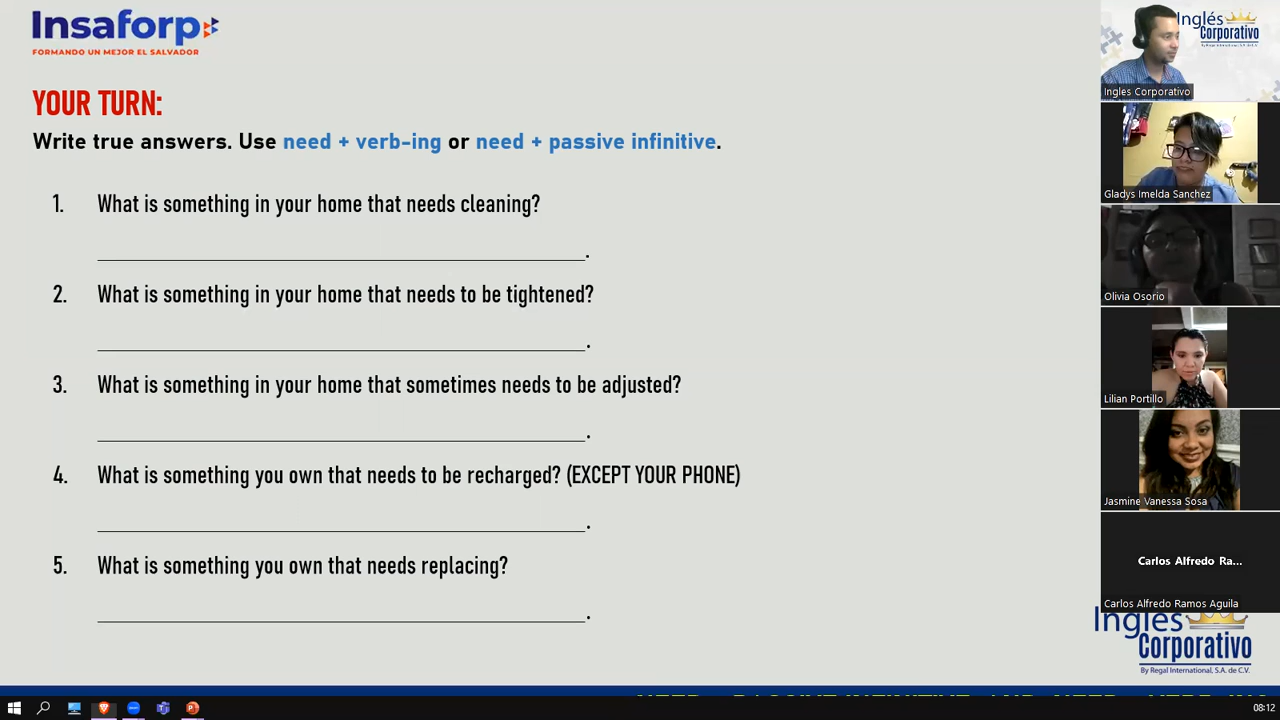 Insaforp
FORMANDO UN MEJOR EL SALVADOR
YOUR TURN:
Write true answers. Use need + verb-ing or need + passive infinitive.
1. What is something in your home that needs cleaning?
.
2. What is something in your home that needs to be tightened?
.
3. What is something in your home that sometimes needs to be adjusted?
.
4. What is something you own that needs to be recharged? (EXCEPT YOUR PHONE)
.
5. What is something you own that needs replacing?
.
Inglés
Corporativo
By Regal International, S.A. de C.V.
Ingles Corporativo
Gladys Imelda Sanchez
Olivia Osorio
Lilian Portillo
Jasmine Vanessa Sosa
Carlos Alfredo Ra...
Carlos Alfredo Ramos Aguila
Inglés
Corporativo
By Regal International, S.A. de C.V.
08:12